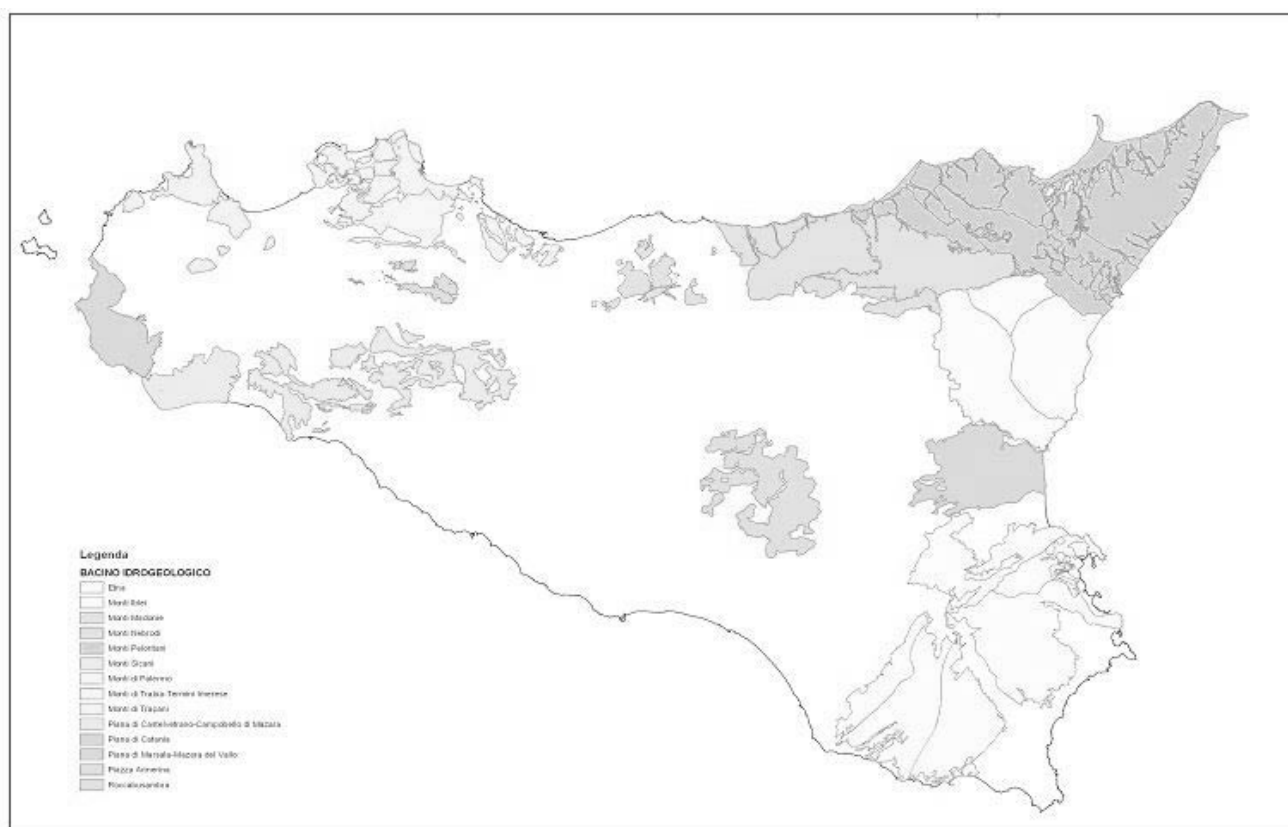 Legenda
BACINO IDROGEOLOGICO
Etna
Monti Iblei
Monti Madonie
Monti Nebrodi
Monti Peloritani
Monti Sicani
Monti di Palermo
Monti di Trabia-Termini Imerese
Monti di Trapani
Piana di Castelvetrano-Campobello di Mazara
Piana di Catania
Piana di Marsala-Mazara del Vallo
Piazza Armerina
Roccabusambra